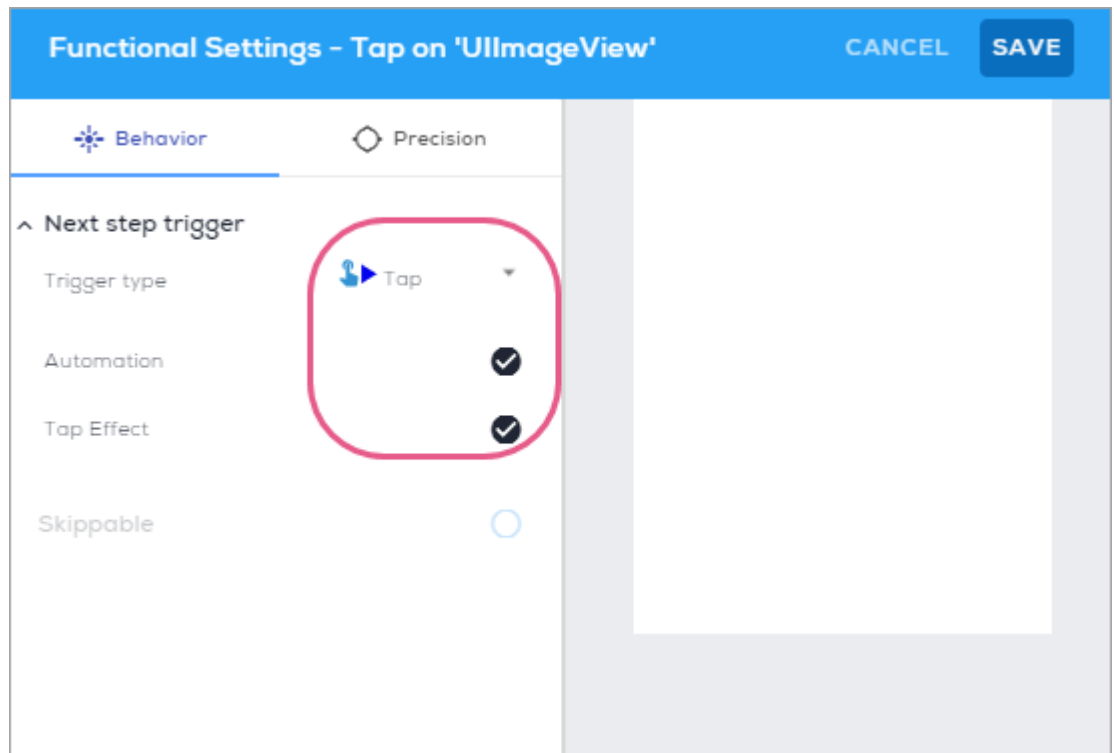 Functional Settings - Tap on 'UIImageView' CANCEL SAVE
Behavior Precision
Next step trigger
Trigger type Tap
Automation
Tap Effect
Skippable